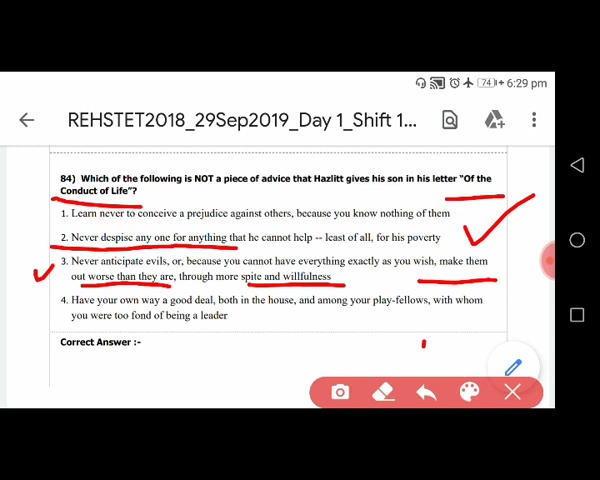 74 + 6:29 pm
REHSTET2018_29Sep2019_Day 1_Shift 1...
84) Which of the following is NOT a piece of advice that Hazlitt gives his son in his letter "Of the
Conduct of Life"?
1. Learn never to conceive a prejudice against others, because you know nothing of them
2. Never despise any one for anything that he cannot help -- least of all, for his poverty
3. Never anticipate evils, or, because you cannot have everything exactly as you wish, make them
out worse than they are, through more spite and willfulness
4. Have your own way a good deal, both in the house, and among your play-fellows, with whom
you were too fond of being a leader
Correct Answer :-